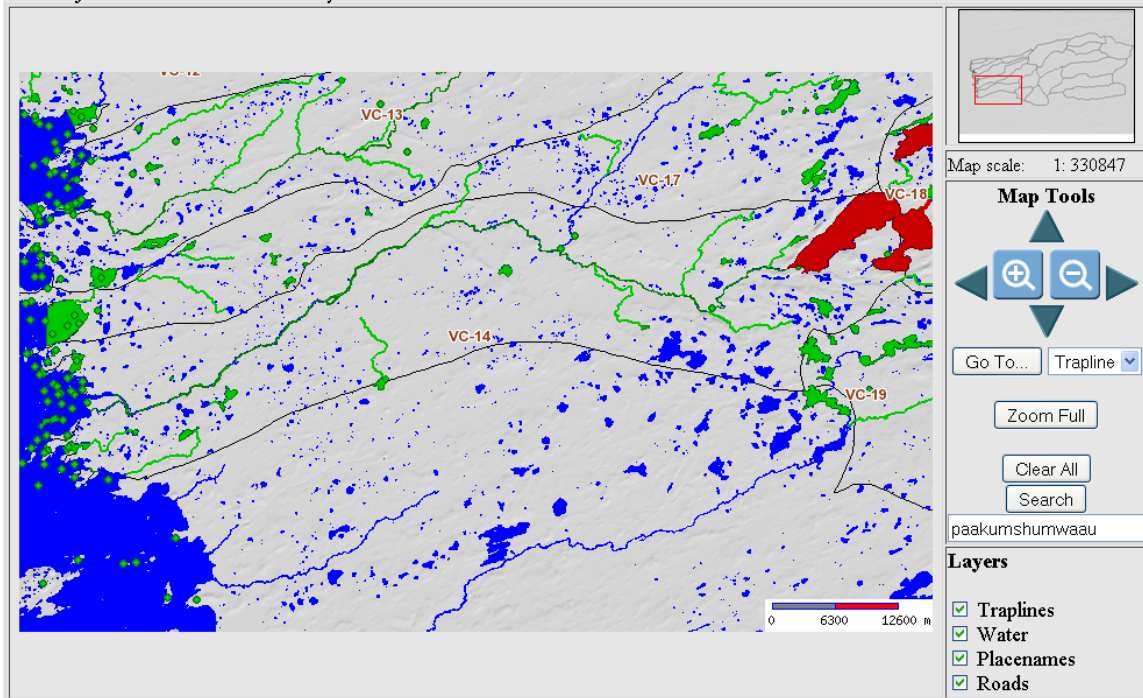 VC-12
VC-13
VC-17
VC-18
VC-14
VC-19
0 6300 12600 m
Map scale: 1: 330847
Map Tools
Go To... Trapline
Zoom Full
Clear All
Search
paakumshumwaau
Layers
Traplines
Water
Placenames
Roads